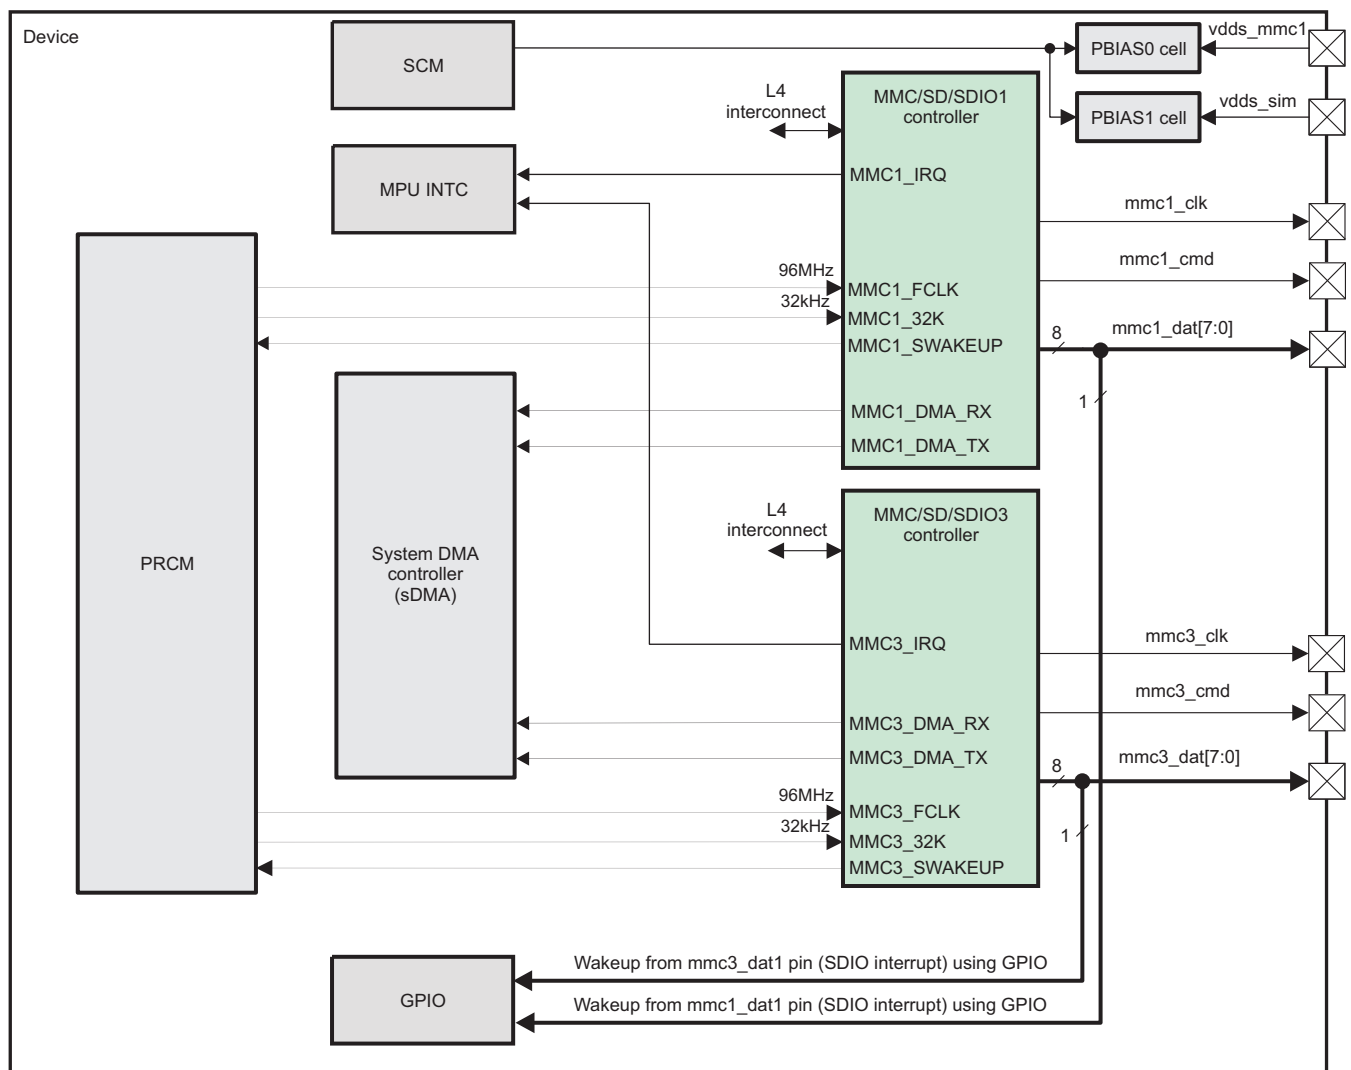 Device
SCM
PBIAS0 cell
vdds_mmc1
PBIAS1 cell
vdds_sim
L4
interconnect
MMC/SD/SDIO1
controller
MPU INTC
MMC1_IRQ
mmc1_clk
mmc1_cmd
96MHz
MMC1_FCLK
32kHz
MMC1_32K
MMC1_SWAKEUP
8
mmc1_dat[7:0]
1
MMC1_DMA_RX
MMC1_DMA_TX
PRCM
System DMA
controller
(sDMA)
L4
interconnect
MMC/SD/SDIO3
controller
MMC3_IRQ
mmc3_clk
mmc3_cmd
MMC3_DMA_RX
MMC3_DMA_TX
8
mmc3_dat[7:0]
96MHz
MMC3_FCLK
32kHz
MMC3_32K
1
MMC3_SWAKEUP
GPIO
Wakeup from mmc3_dat1 pin (SDIO interrupt) using GPIO
Wakeup from mmc1_dat1 pin (SDIO interrupt) using GPIO